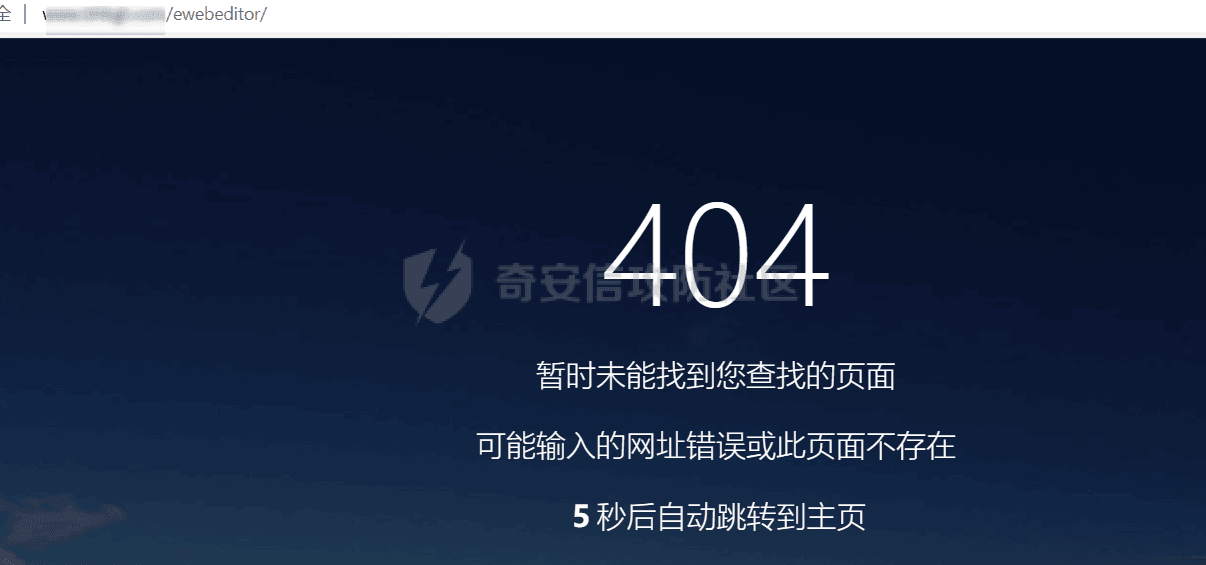 全 | /ewebeditor/
404
奇安信攻防社区
暂时未能找到您查找的页面
可能输入的网址错误或此页面不存在
5 秒后自动跳转到主页